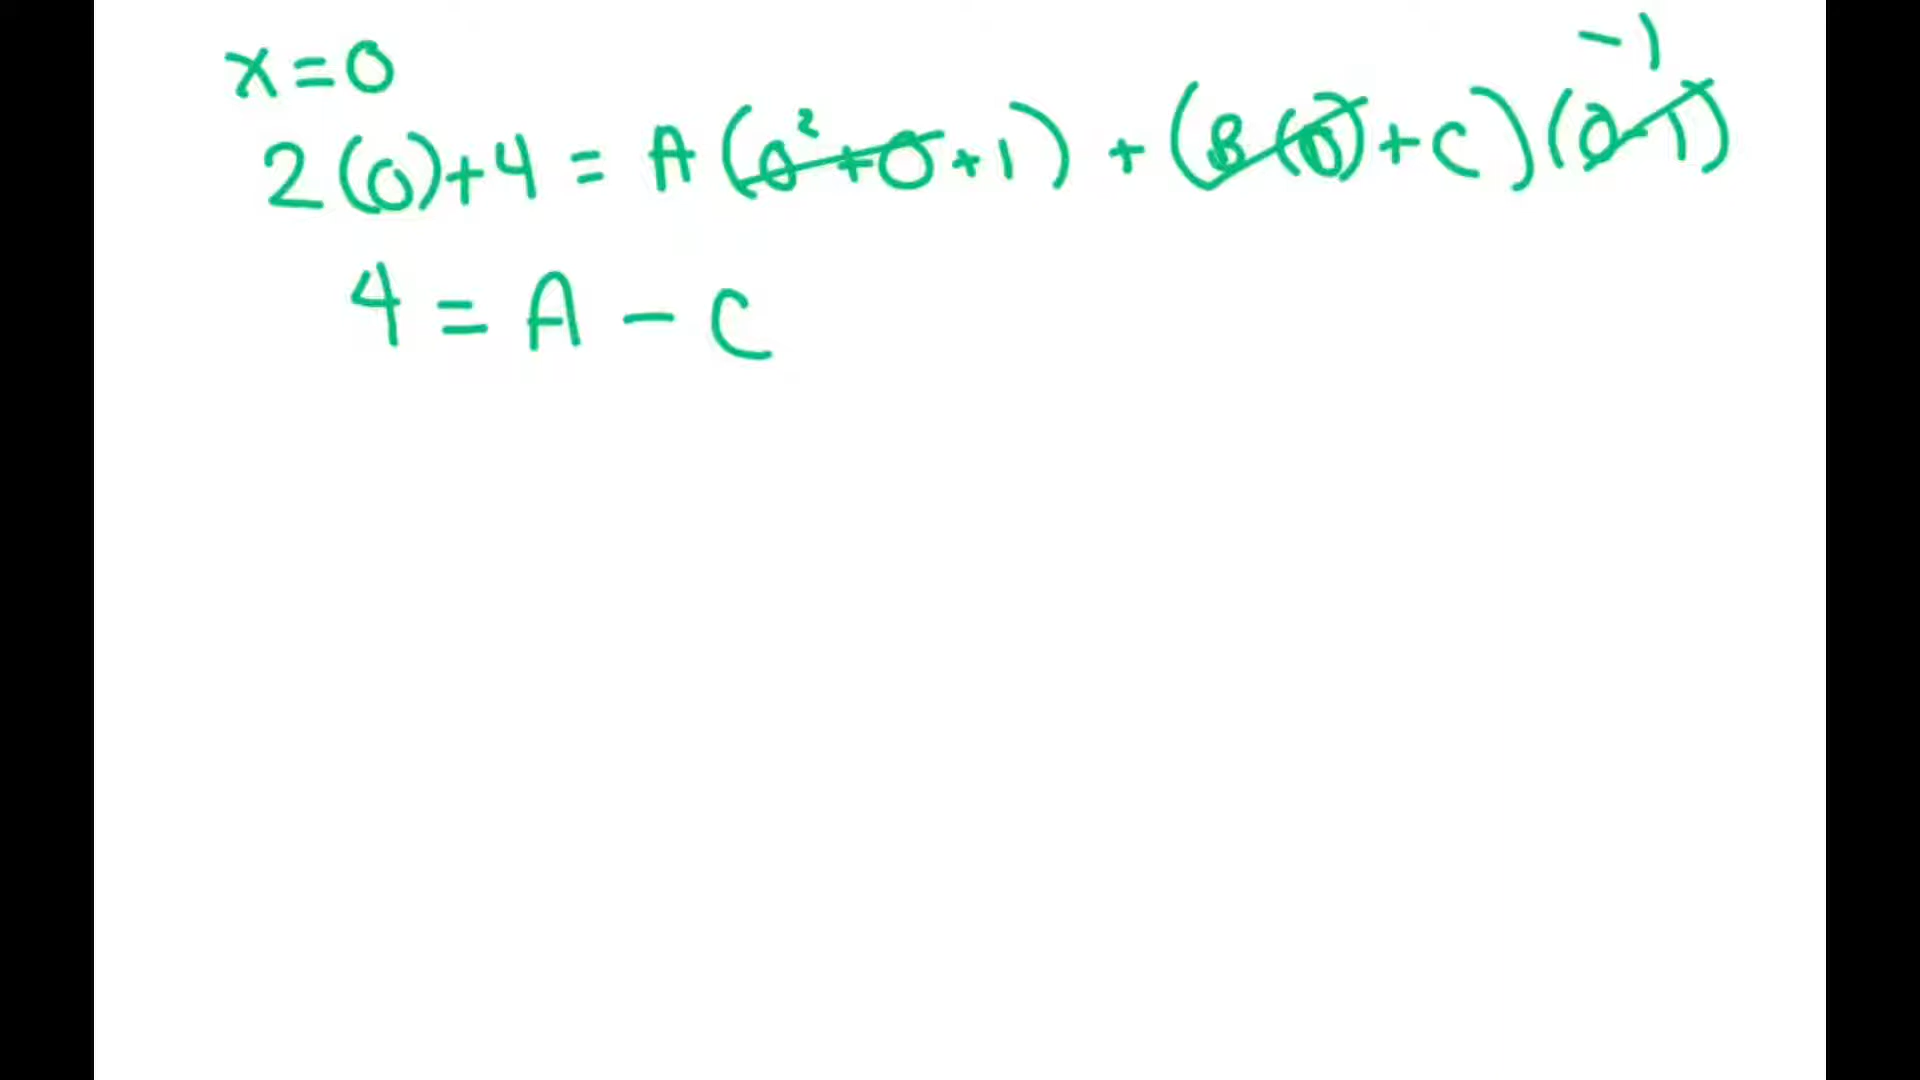 -1
x=0
2(0)+4 = A(0²+0+1) + (B(0)+C)(0-1)
4 = A - C